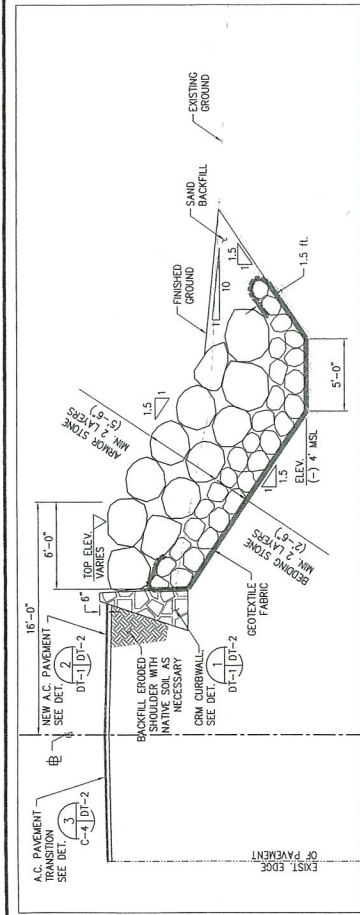 A.C. PAVEMENT
TRANSITION
SEE DET.
3
C-4 DT-2
16'-0"
NEW A.C. PAVEMENT
SEE DET.
2
DT-1 DT-2
6'-0"
6"
TOP ELEV.
VARIES
ARMOR STONE
MIN. 2 LAYERS
(5'-6")
1.5
1
FINISHED
GROUND
1
10
1.5
1
SAND
BACKFILL
EXISTING
GROUND
BACKFILL ERODED
SHOULDER WITH
NATIVE SOIL AS
NECESSARY
CRM CURBWALL
SEE DET.
1
DT-1 DT-2
GEOTEXTILE
FABRIC
BEDDING STONE
MIN. 2 LAYERS
(2'-6")
1
1.5
ELEV.
(-) 4' MSL
5'-0"
1.5 ft.
EXIST. EDGE
OF PAVEMENT